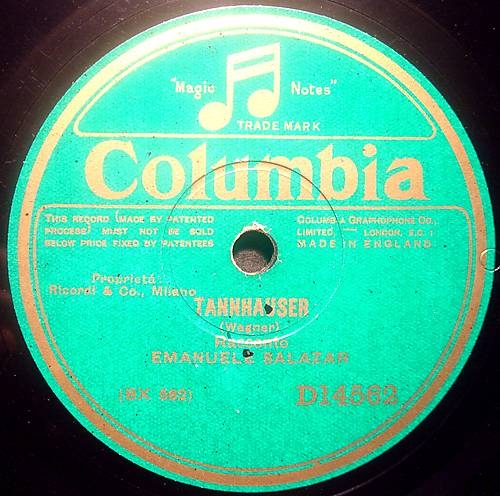 "Magic Notes"
TRADE MARK
Columbia
THIS RECORD (MADE BY PATENTED
PROCESS) MUST NOT BE SOLD
BELOW PRICE FIXED BY PATENTEES
COLUMBIA GRAPHOPHONE CO.,
LIMITED, — LONDON, E.C. 1
MADE IN ENGLAND
Proprietà:
Ricordi & Co., Milano
TANNHAUSER
(Wagner)
Racconto
EMANUELE SALAZAR
(BX 562)
D14562